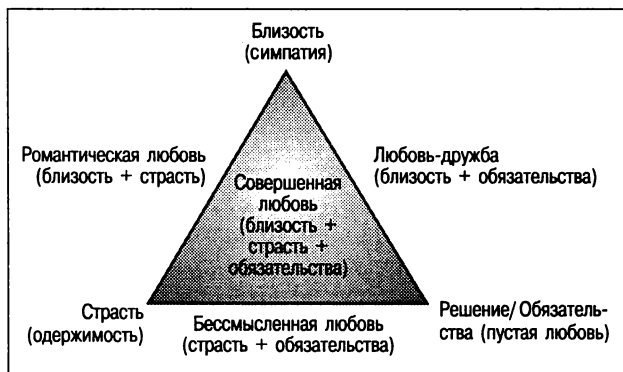 Близость
(симпатия)
Романтическая любовь
(близость + страсть)
Любовь-дружба
(близость + обязательства)
Совершенная
любовь
(близость +
страсть +
обязательства)
Страсть
(одержимость)
Бессмысленная любовь
(страсть + обязательства)
Решение/Обязатель-
ства (пустая любовь)